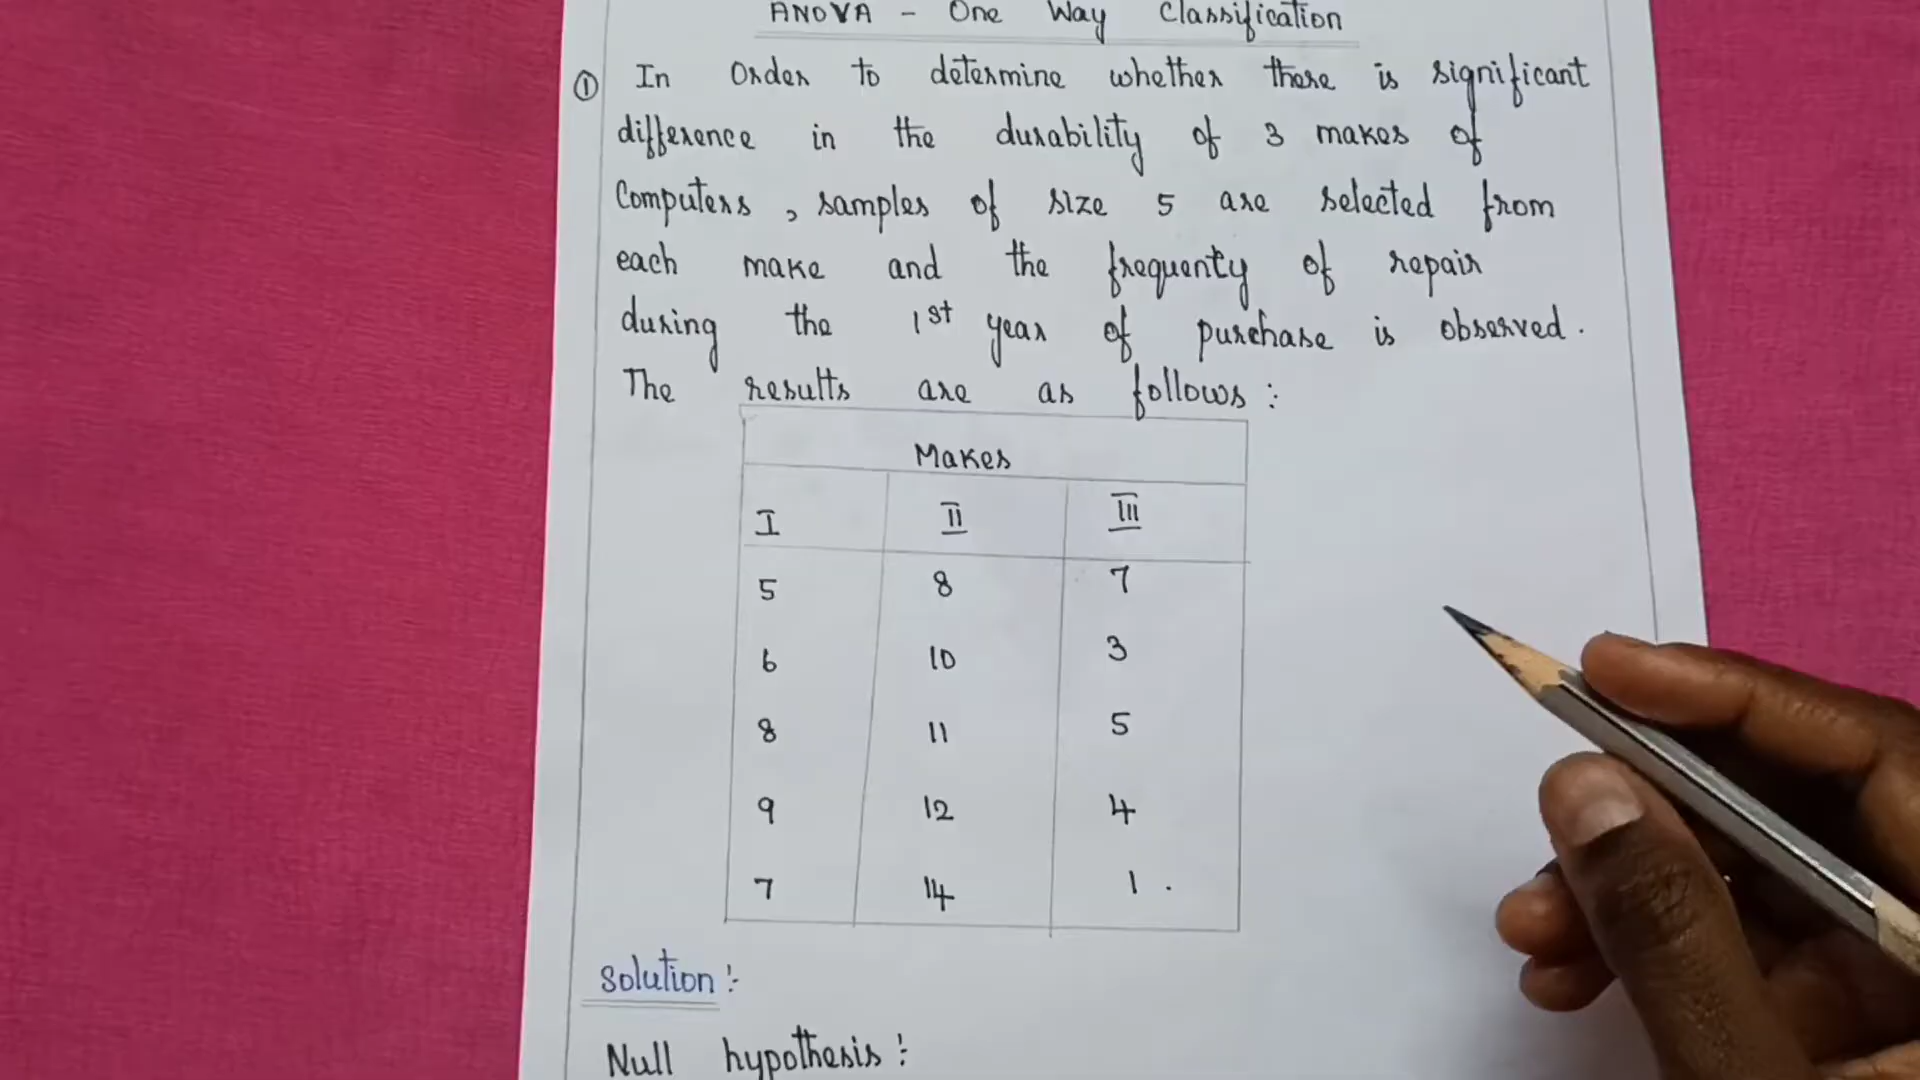 ANOVA - One Way Classification
① In Order to determine whether there is significant
difference in the durability of 3 makes of
Computers, samples of size 5 are selected from
each make and the frequenty of repair
during the 1st year of purchase is observed.
The results are as follows:
Makes
I II III
5 8 7
6 10 3
8 11 5
9 12 4
7 14 1.
Solution:-
Null hypothesis: